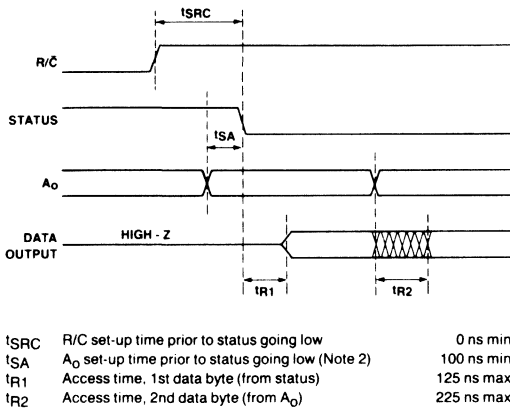 tSRC
R/C̄
STATUS
tSA
A₀
DATA OUTPUT
HIGH - Z
tR1
tR2
tSRC R/C set-up time prior to status going low 0 ns min
tSA A₀ set-up time prior to status going low (Note 2) 100 ns min
tR1 Access time, 1st data byte (from status) 125 ns max
tR2 Access time, 2nd data byte (from A₀) 225 ns max